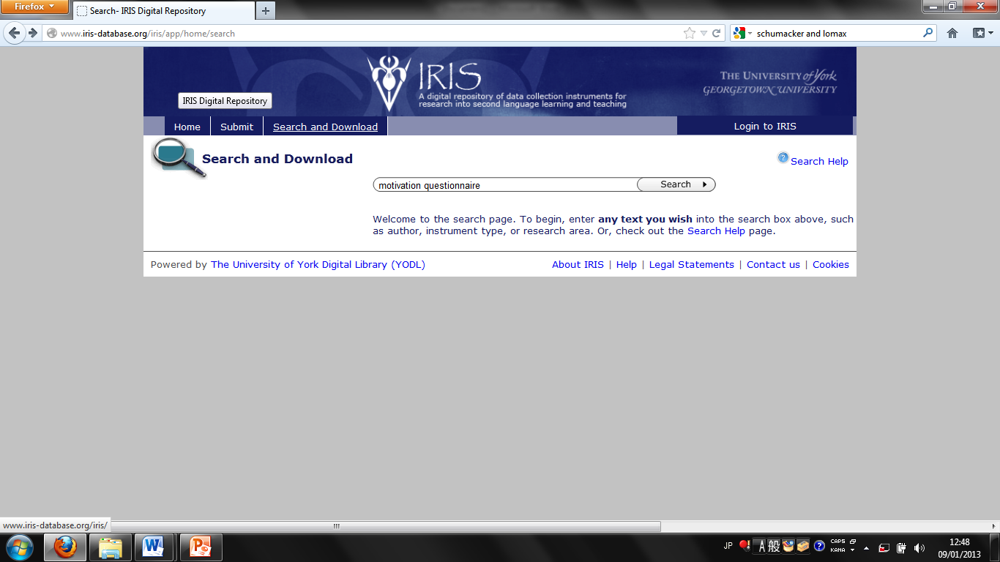 Firefox
Search- IRIS Digital Repository
www.iris-database.org/iris/app/home/search
schumacker and lomax
IRIS
A digital repository of data collection instruments for
research into second language learning and teaching
THE UNIVERSITY of York
GEORGETOWN UNIVERSITY
IRIS Digital Repository
Home
Submit
Search and Download
Login to IRIS
Search and Download
Search Help
motivation questionnaire
Search
Welcome to the search page. To begin, enter any text you wish into the search box above, such
as author, instrument type, or research area. Or, check out the Search Help page.
Powered by The University of York Digital Library (YODL)
About IRIS | Help | Legal Statements | Contact us | Cookies
www.iris-database.org/iris/
JP
A 般
CAPS
KANA
12:48
09/01/2013